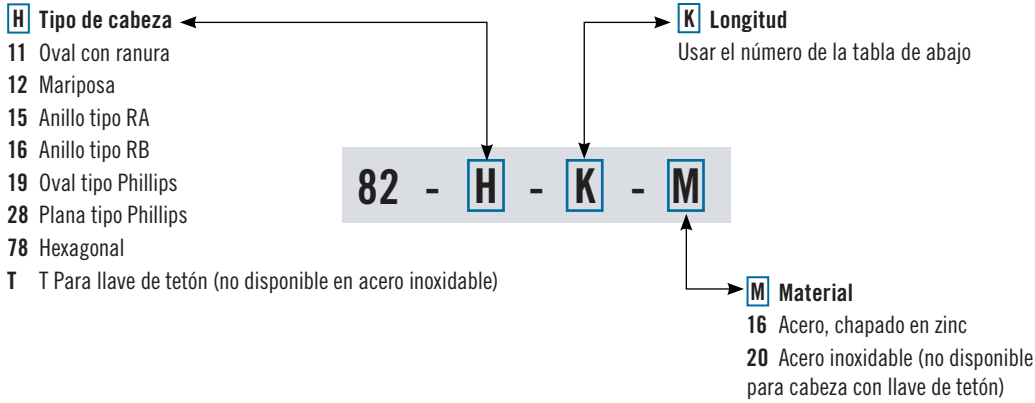 H Tipo de cabeza
11 Oval con ranura
12 Mariposa
15 Anillo tipo RA
16 Anillo tipo RB
19 Oval tipo Phillips
28 Plana tipo Phillips
78 Hexagonal
T T Para llave de tetón (no disponible en acero inoxidable)
K Longitud
Usar el número de la tabla de abajo
82 - H - K - M
M Material
16 Acero, chapado en zinc
20 Acero inoxidable (no disponible
para cabeza con llave de tetón)